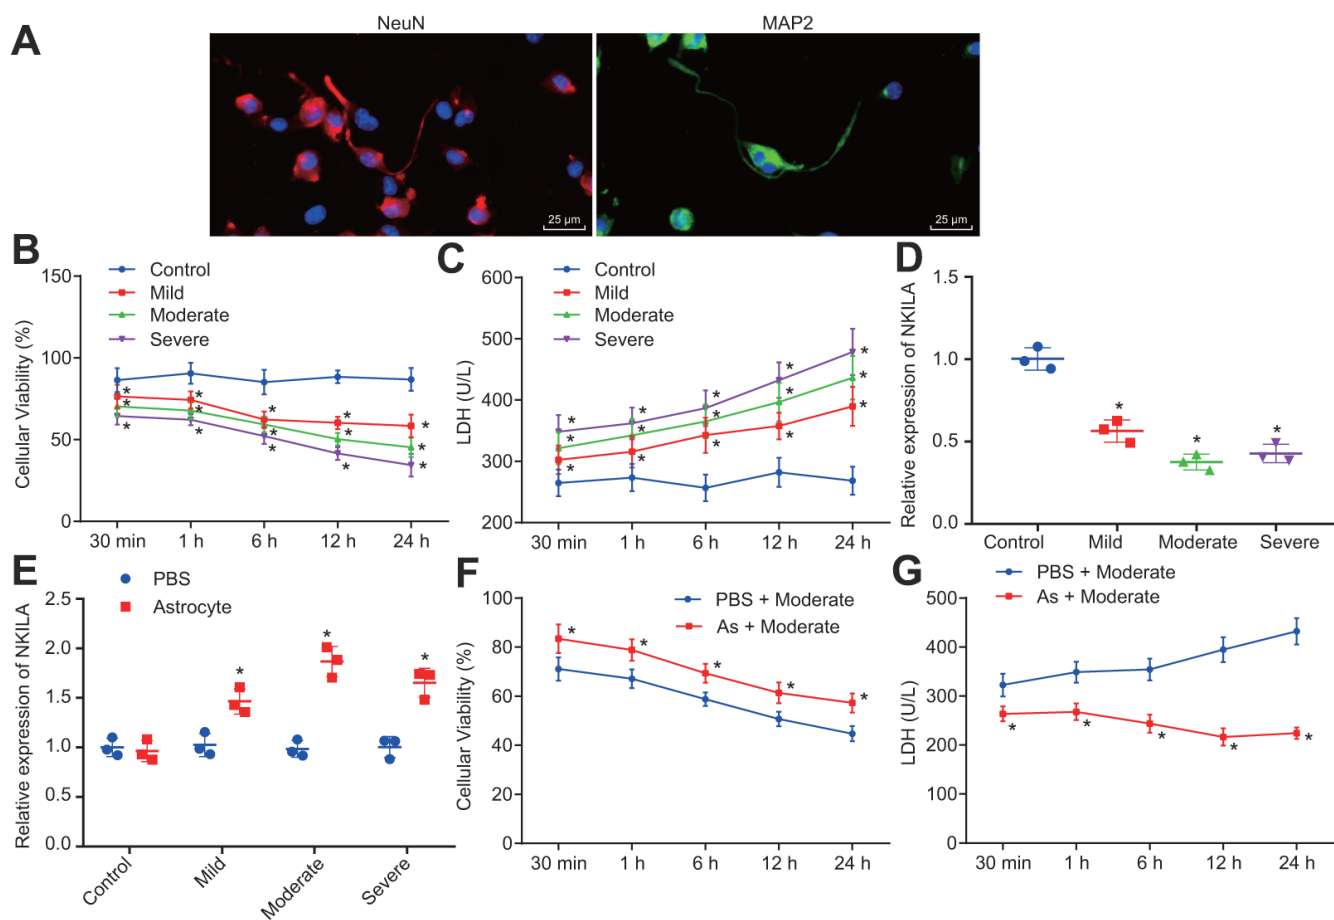 A
NeuN
MAP2
25 μm
25 μm
B
Cellular Viability (%)
150
100
50
0
Control
Mild
Moderate
Severe
* * * * *
* * * * *
* * * * *
30 min 1 h 6 h 12 h 24 h
C
LDH (U/L)
600
500
400
300
200
Control
Mild
Moderate
Severe
* * * * *
* * * * *
* * * * *
30 min 1 h 6 h 12 h 24 h
D
Relative expression of NKILA
1.5
1.0
0.5
0.0
* * *
Control Mild Moderate Severe
E
Relative expression of NKILA
PBS
Astrocyte
2.5
2.0
1.5
1.0
0.5
0.0
* * *
Control Mild Moderate Severe
F
Cellular Viability (%)
100
80
60
40
20
0
PBS + Moderate
As + Moderate
* * * * *
30 min 1 h 6 h 12 h 24 h
G
LDH (U/L)
PBS + Moderate
As + Moderate
500
400
300
200
100
0
* * * * *
30 min 1 h 6 h 12 h 24 h